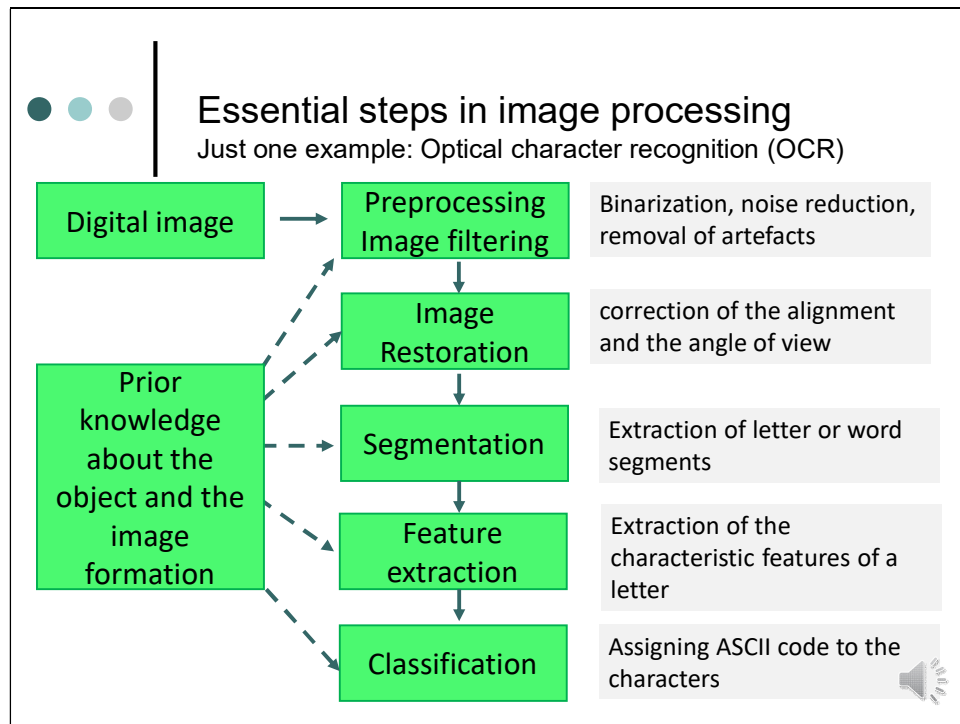 Essential steps in image processing
Just one example: Optical character recognition (OCR)
Digital image
Preprocessing
Image filtering
Binarization, noise reduction,
removal of artefacts
Image
Restoration
correction of the alignment
and the angle of view
Prior
knowledge
about the
object and the
image
formation
Segmentation
Extraction of letter or word
segments
Feature
extraction
Extraction of the
characteristic features of a
letter
Classification
Assigning ASCII code to the
characters